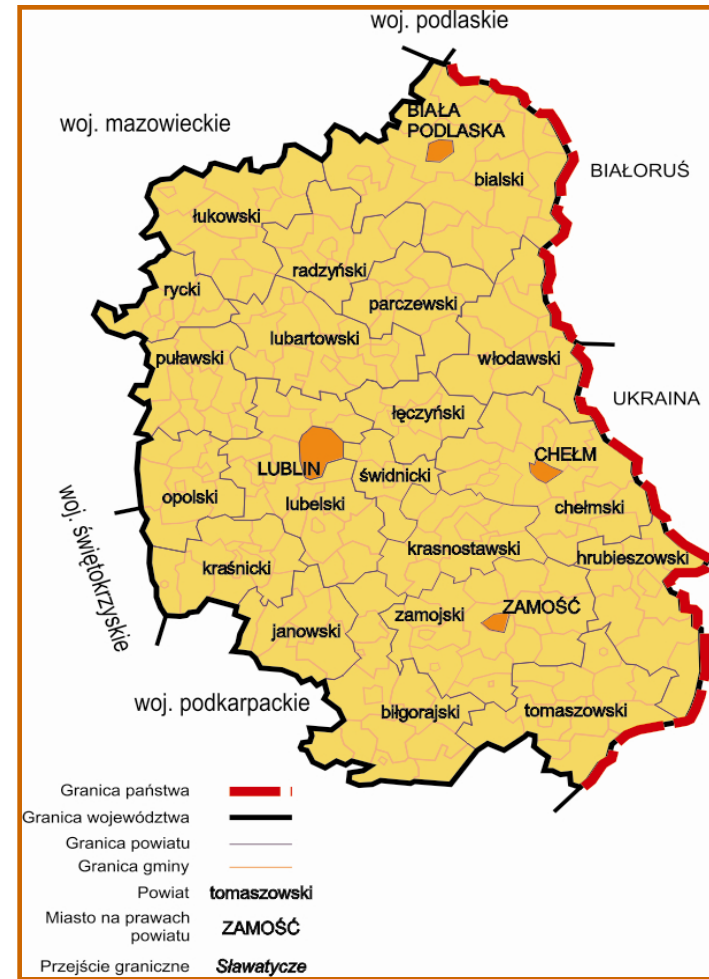 woj. podlaskie
woj. mazowieckie
BIAŁA
PODLASKA
BIAŁORUŚ
bialski
łukowski
radzyński
rycki
parczewski
lubartowski
puławski
włodawski
UKRAINA
łęczyński
CHEŁM
LUBLIN
świdnicki
opolski
lubelski
chełmski
woj. świętokrzyskie
krasnostawski
hrubieszowski
kraśnicki
zamojski
ZAMOŚĆ
janowski
woj. podkarpackie
biłgorajski
tomaszowski
Granica państwa
Granica województwa
Granica powiatu
Granica gminy
Powiat tomaszowski
Miasto na prawach
powiatu ZAMOŚĆ
Przejście graniczne Sławatycze